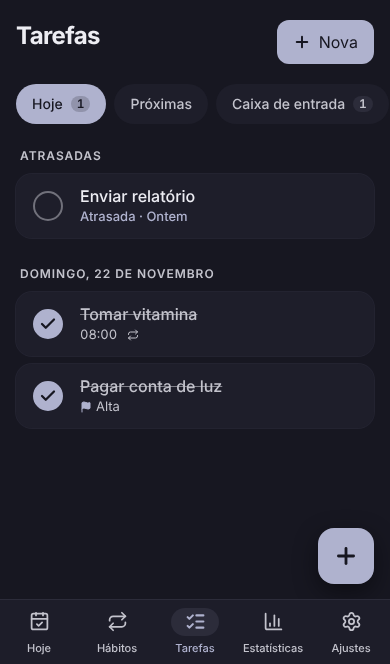 Tarefas
Nova
Hoje 1
Próximas
Caixa de entrada 1
ATRASADAS
Enviar relatório
Atrasada · Ontem
DOMINGO, 22 DE NOVEMBRO
Tomar vitamina
08:00
Pagar conta de luz
Alta
Hoje
Hábitos
Tarefas
Estatísticas
Ajustes